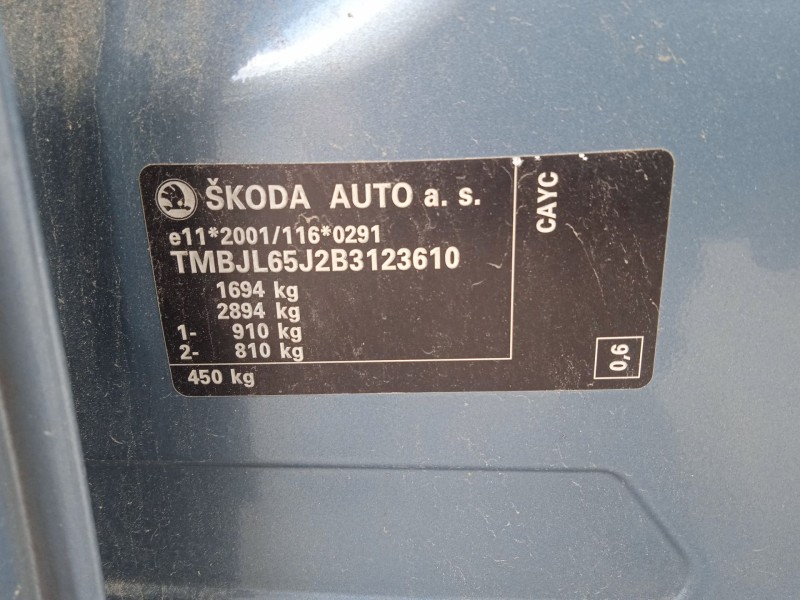 ŠKODA AUTO a. s.
e11*2001/116*0291
TMBJL65J2B3123610
1694 kg
2894 kg
1- 910 kg
2- 810 kg
450 kg
CAYC
0,6